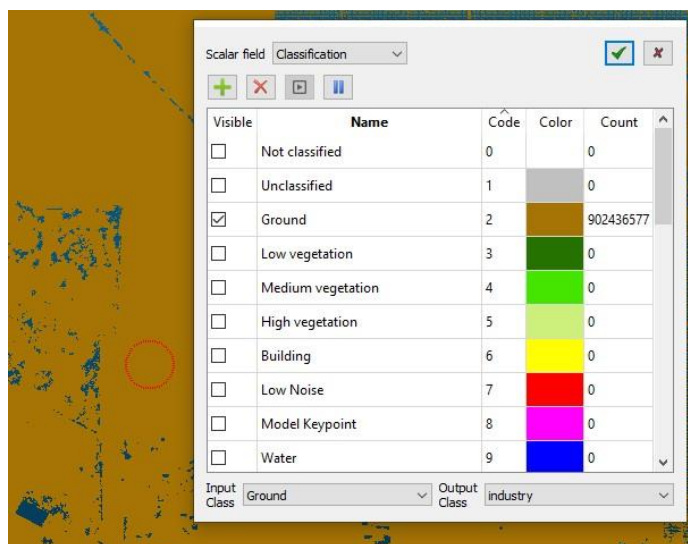 Scalar field Classification
Visible Name Code Color Count
Not classified 0 0
Unclassified 1 0
Ground 2 902436577
Low vegetation 3 0
Medium vegetation 4 0
High vegetation 5 0
Building 6 0
Low Noise 7 0
Model Keypoint 8 0
Water 9 0
Input Class Ground Output Class industry